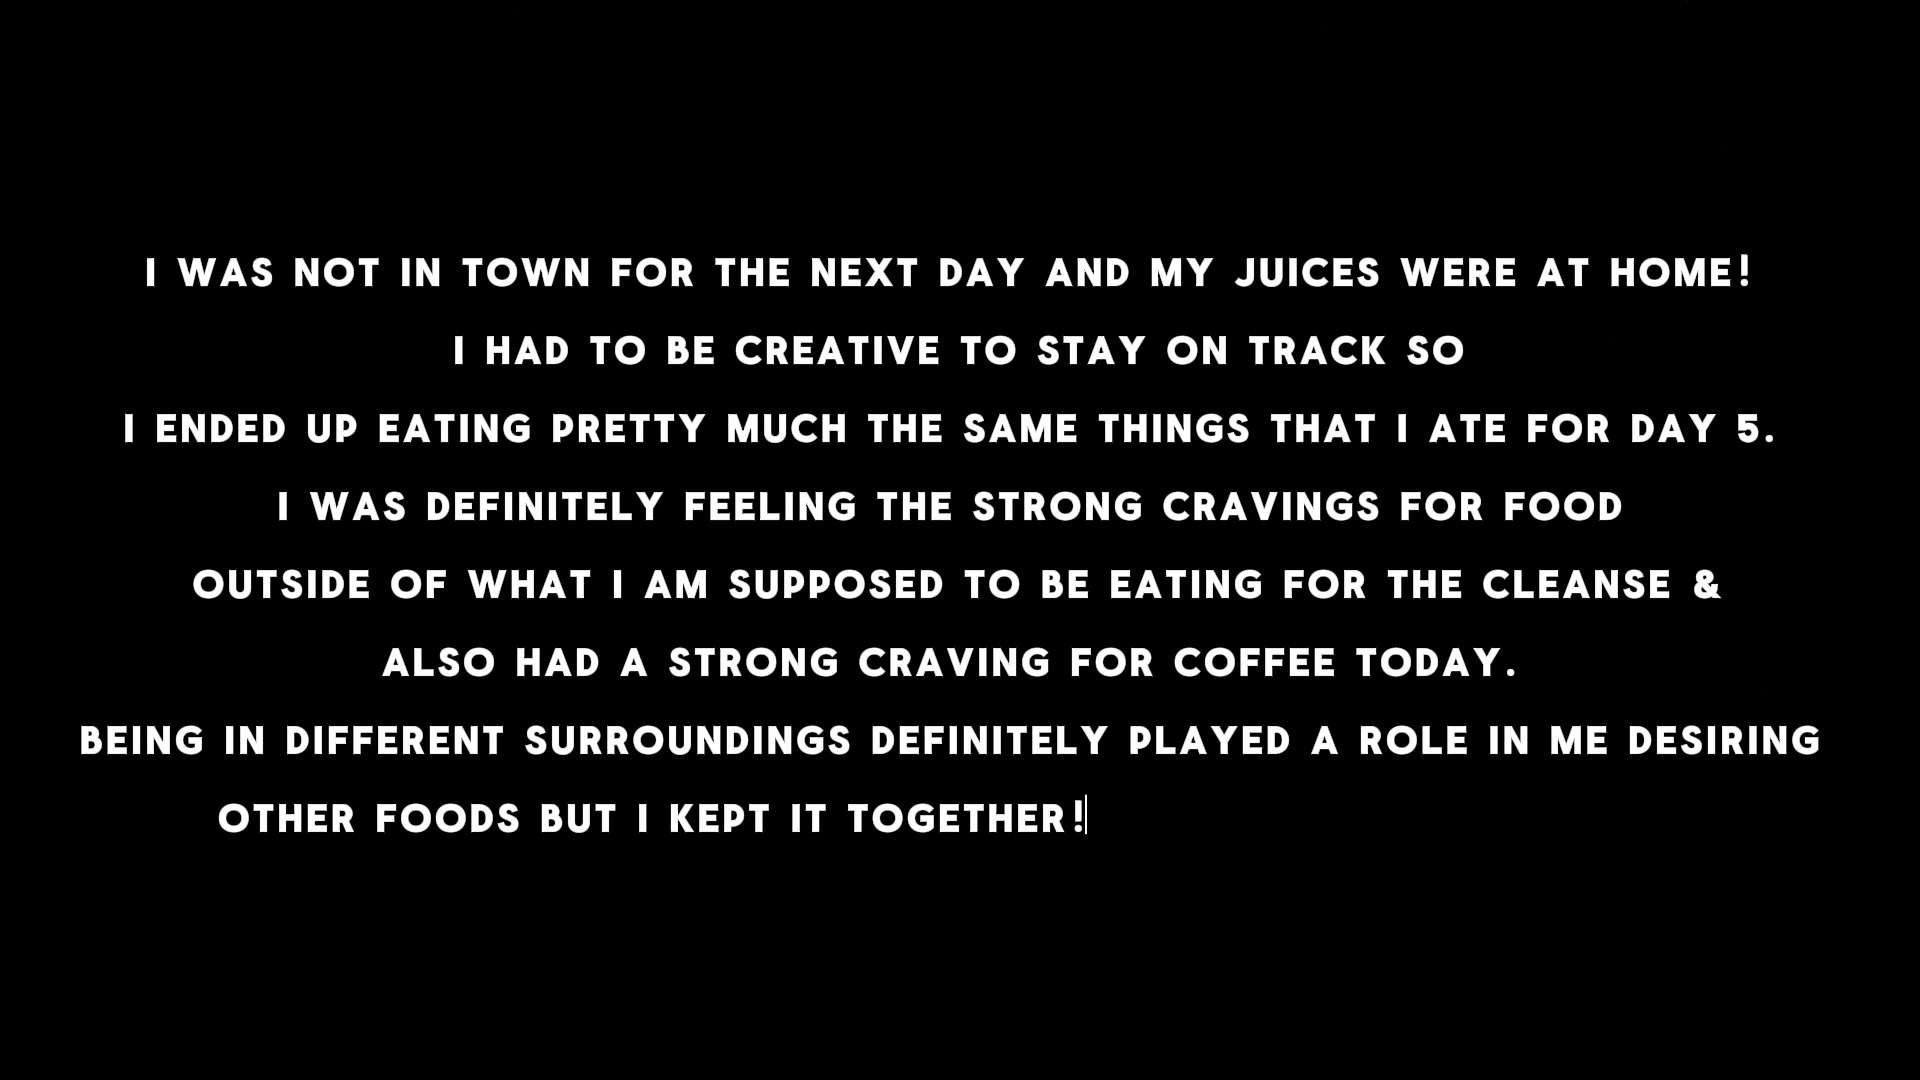 I WAS NOT IN TOWN FOR THE NEXT DAY AND MY JUICES WERE AT HOME!
I HAD TO BE CREATIVE TO STAY ON TRACK SO
I ENDED UP EATING PRETTY MUCH THE SAME THINGS THAT I ATE FOR DAY 5.
I WAS DEFINITELY FEELING THE STRONG CRAVINGS FOR FOOD
OUTSIDE OF WHAT I AM SUPPOSED TO BE EATING FOR THE CLEANSE &
ALSO HAD A STRONG CRAVING FOR COFFEE TODAY.
BEING IN DIFFERENT SURROUNDINGS DEFINITELY PLAYED A ROLE IN ME DESIRING
OTHER FOODS BUT I KEPT IT TOGETHER!